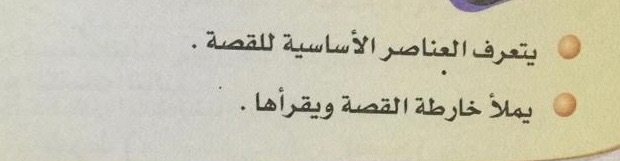 يتعرف العناصر الأساسية للقصة .
يملأ خارطة القصة ويقرأها .